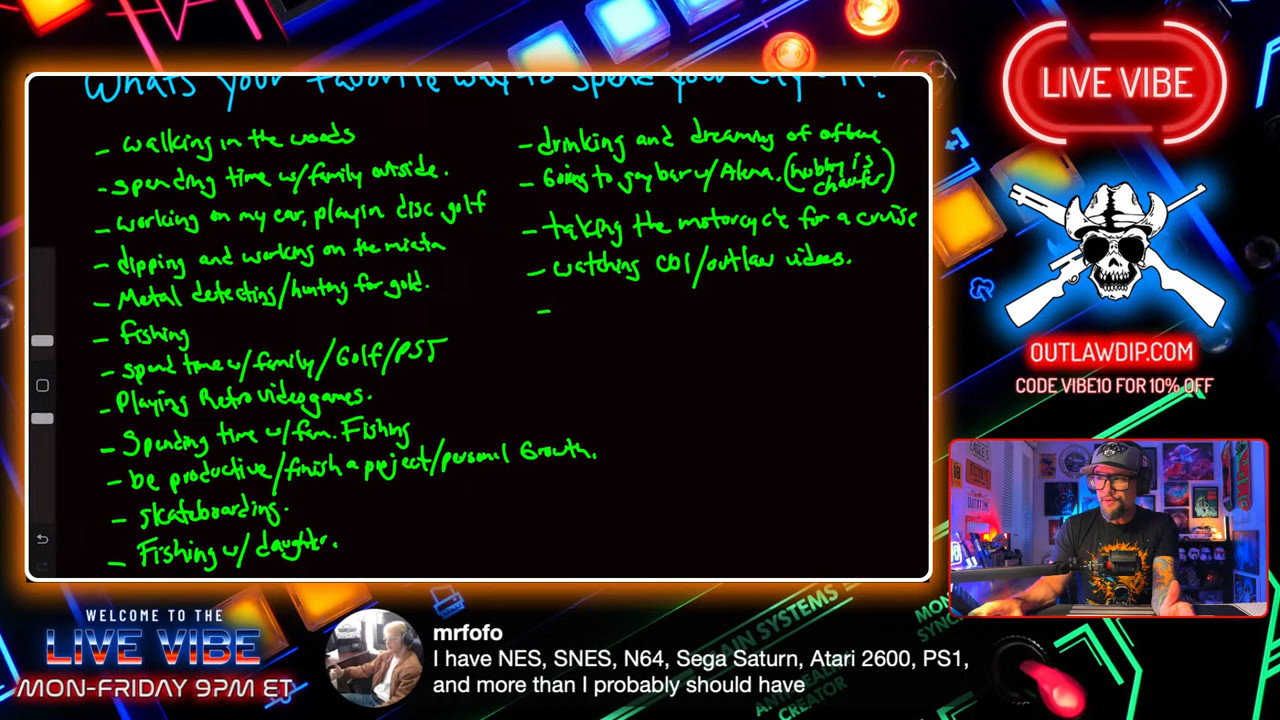 Whats your favorite way to spend your day off?
- walking in the woods
- spending time w/family outside.
- working on my car, playin disc golf
- dipping and working on the miata
- Metal detecting/hunting for gold.
- fishing
- spend time w/family/Golf/PS5
- Playing Retro videogames.
- Spending time w/fam. Fishing
- be productive/finish a project/personal Growth.
- skateboarding.
- Fishing w/ daughter.
- drinking and dreaming of
- Going to gay bar w/ Alena. (hubby is
chaufer)
- taking the motorcycle for a cruise
- watching COI/outlaw videos.
-
LIVE VIBE
OUTLAWDIP.COM
CODE VIBE10 FOR 10% OFF
WELCOME TO THE
LIVE VIBE
MON-FRIDAY 9PM ET
mrfofo
I have NES, SNES, N64, Sega Saturn, Atari 2600, PS1,
and more than I probably should have